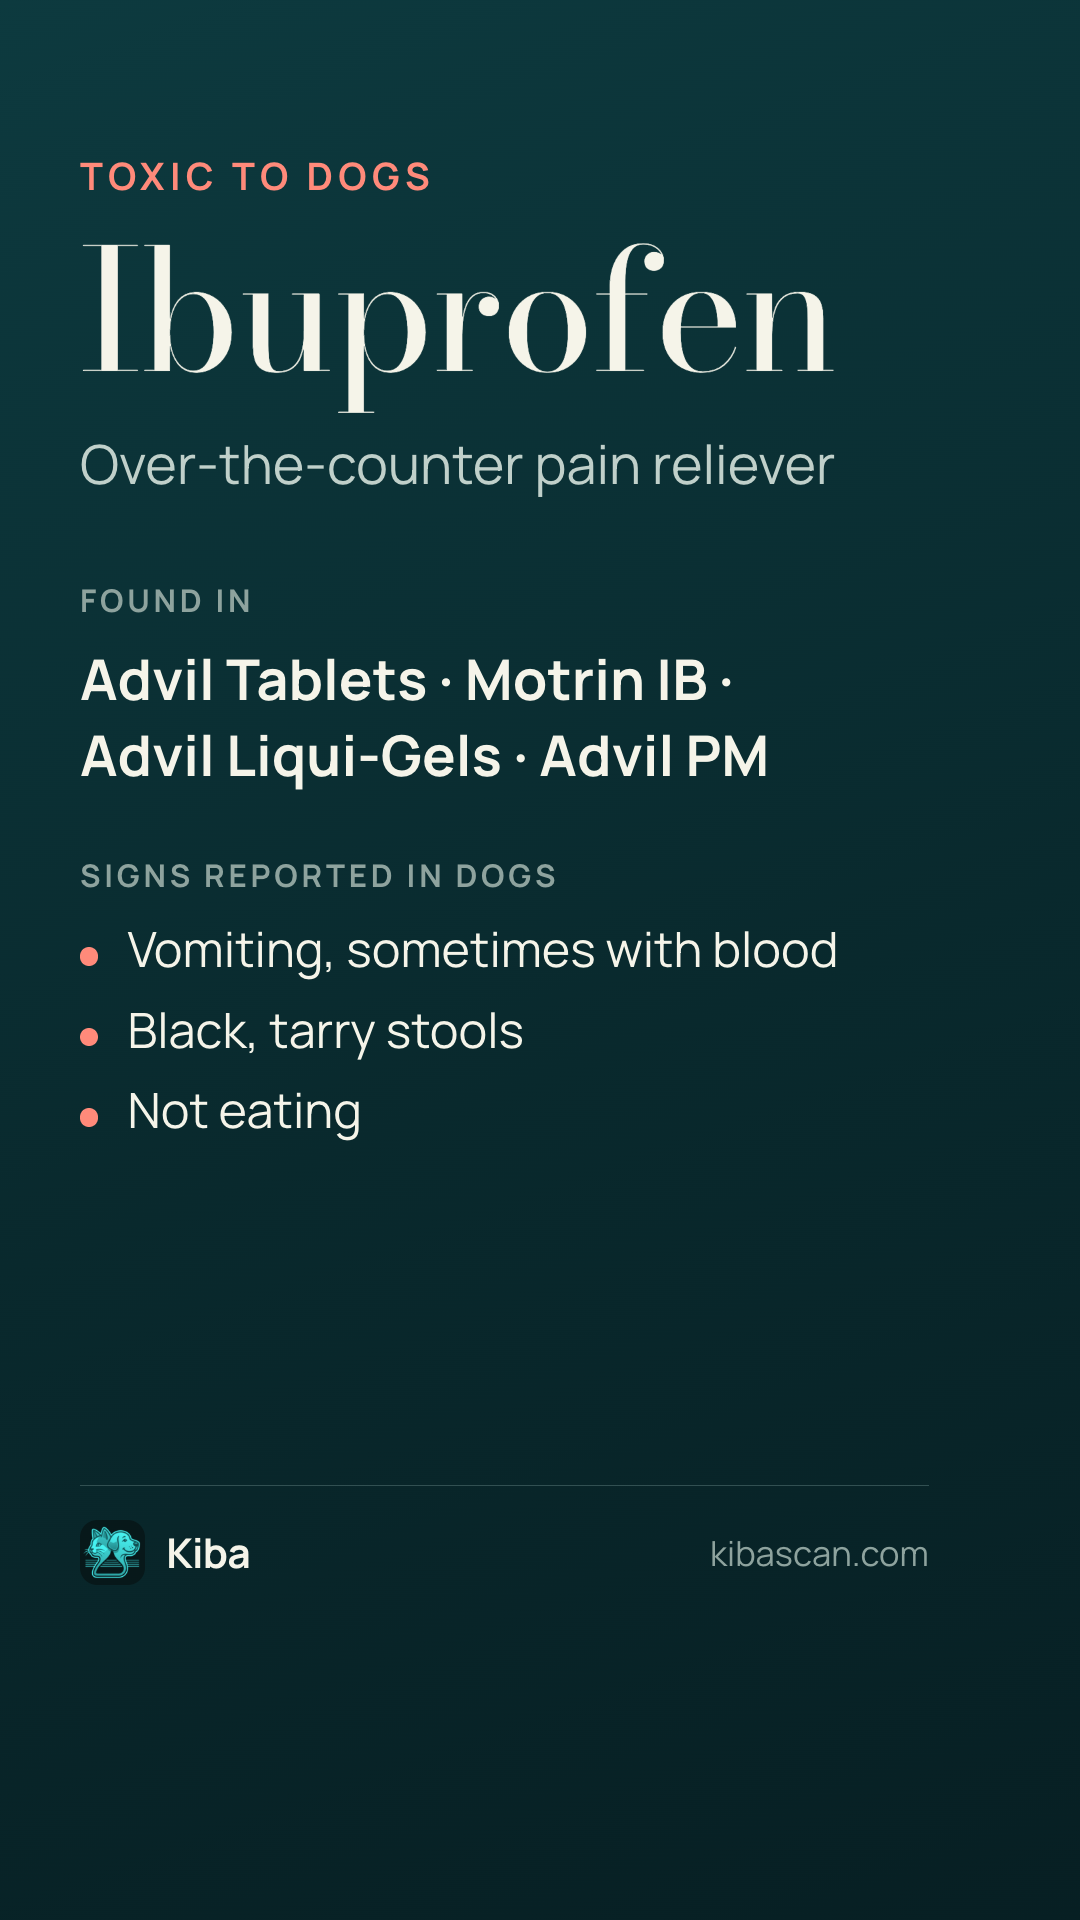 TOXIC TO DOGS
Ibuprofen
Over-the-counter pain reliever
FOUND IN
Advil Tablets · Motrin IB ·
Advil Liqui-Gels · Advil PM
SIGNS REPORTED IN DOGS
Vomiting, sometimes with blood
Black, tarry stools
Not eating
Kiba
kibascan.com